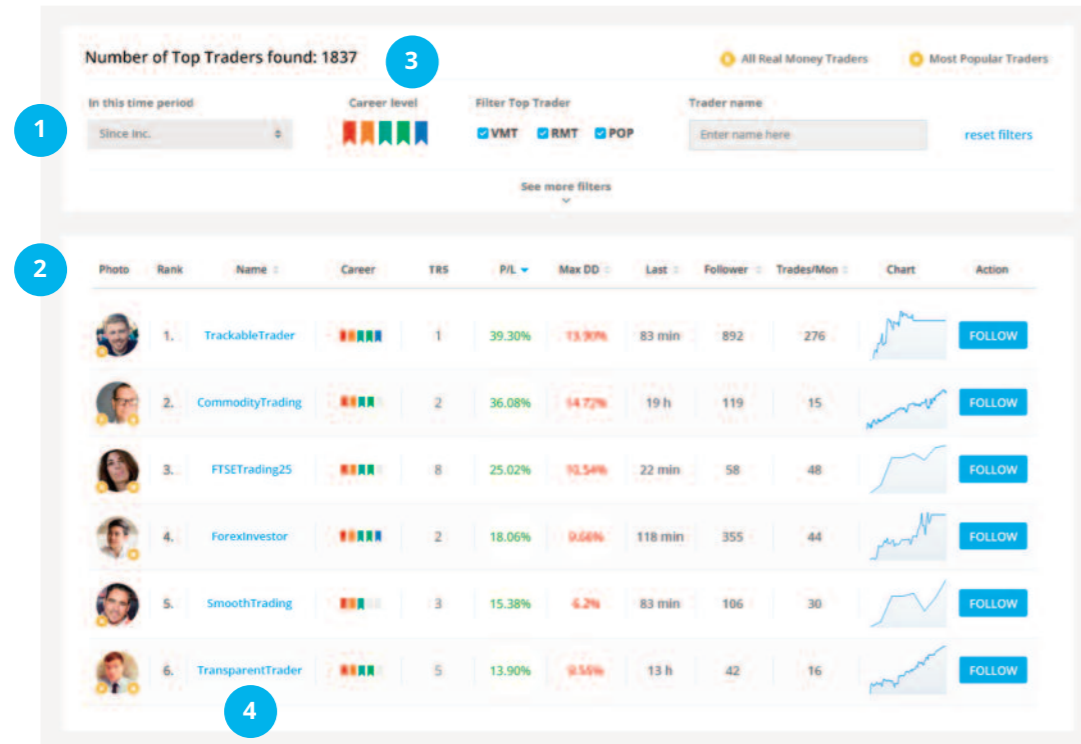 Number of Top Traders found: 1837
3
All Real Money Traders
Most Popular Traders
1
In this time period
Career level
Filter Top Trader
Trader name
Since Inc.
VMT
RMT
POP
Enter name here
reset filters
See more filters
2
Photo Rank Name Career TRS P/L Max DD Last Follower Trades/Mon Chart Action
1. TrackableTrader 1 39.30% 13.90% 83 min 892 276 FOLLOW
2. CommodityTrading 2 36.08% 14.72% 19 h 119 15 FOLLOW
3. FTSETrading25 8 25.02% 10.54% 22 min 58 48 FOLLOW
4. ForexInvestor 2 18.06% 118 min 355 44 FOLLOW
5. SmoothTrading 3 15.38% 83 min 106 30 FOLLOW
6. TransparentTrader 5 13.90% 13 h 42 16 FOLLOW
4